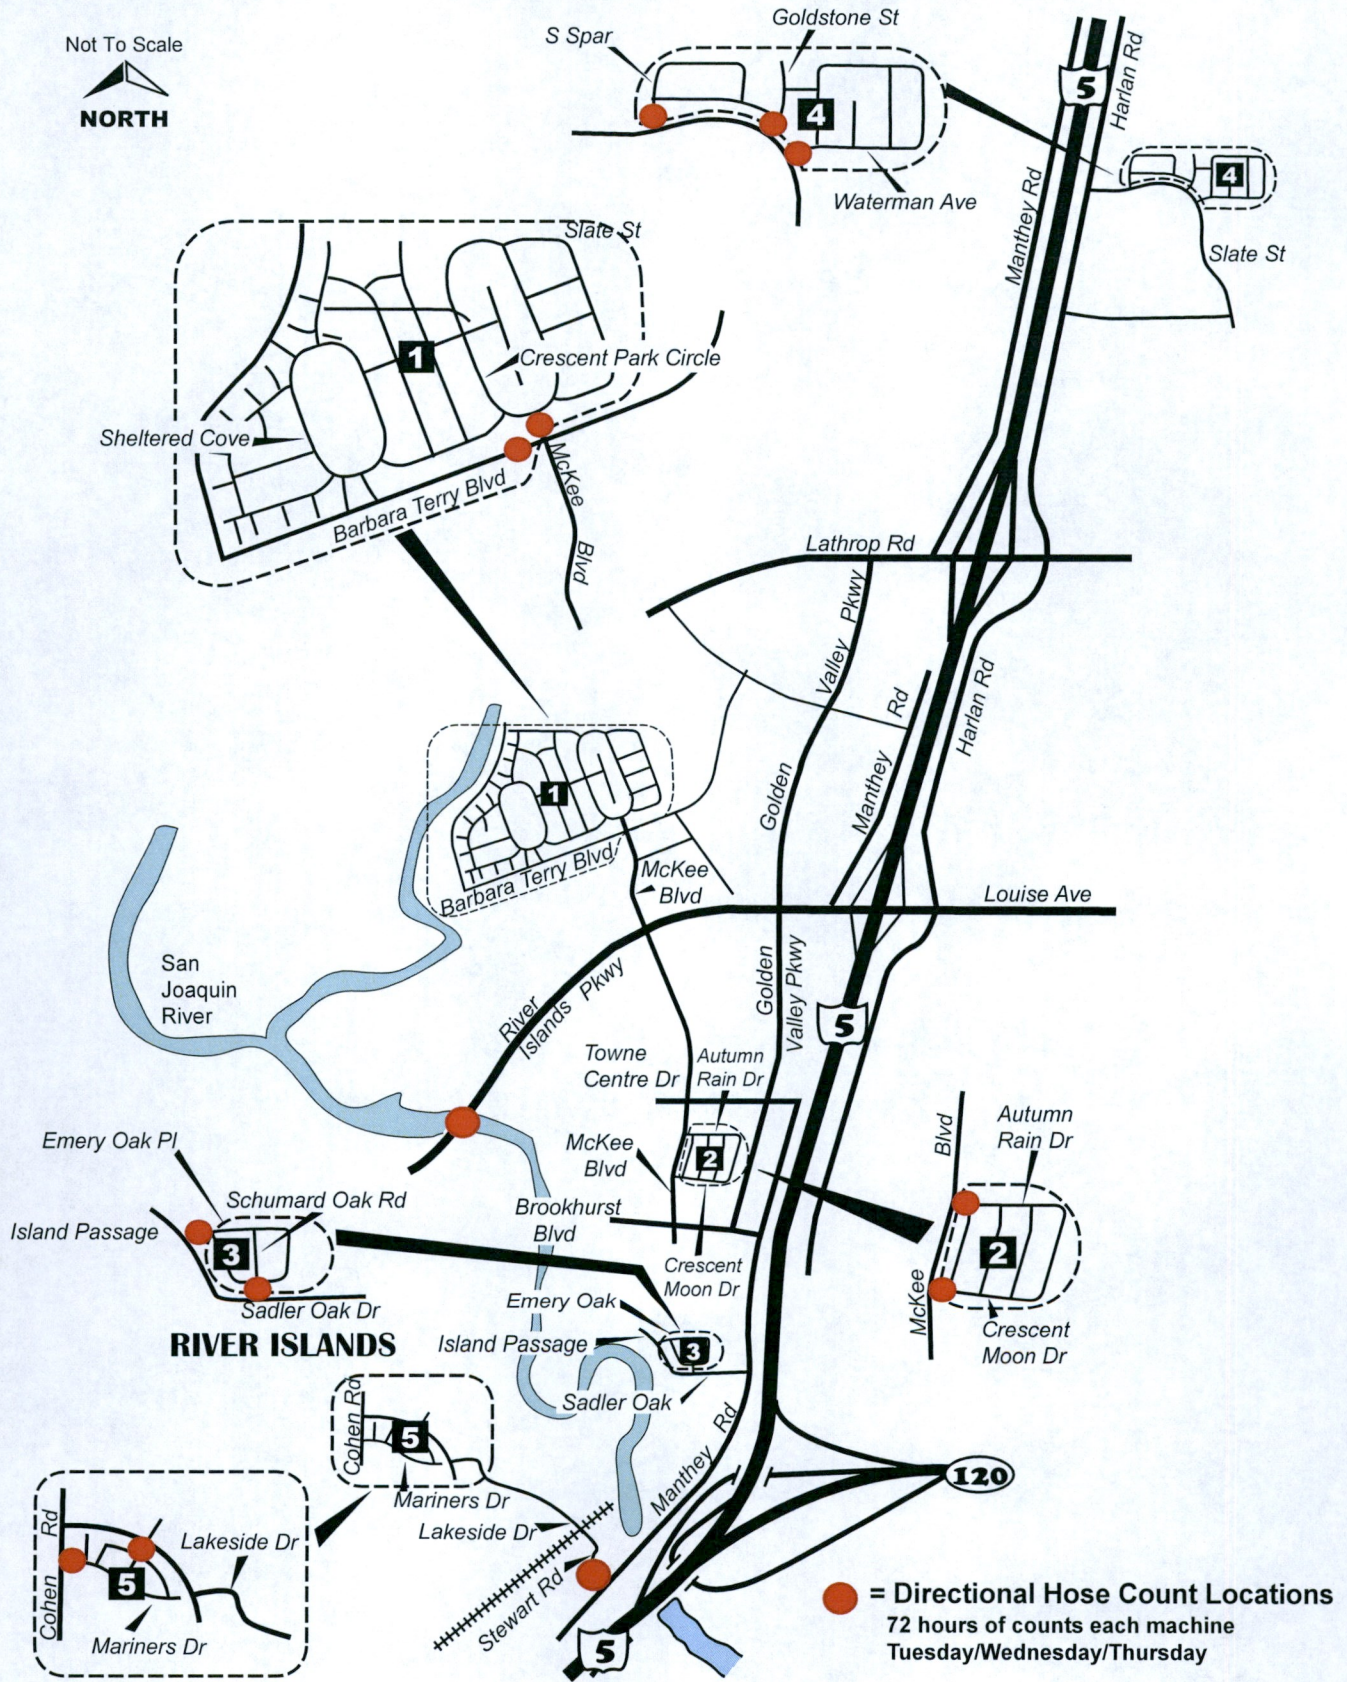 Not To Scale
NORTH
S Spar
Goldstone St
4
Waterman Ave
5
Harlan Rd
Manthey Rd
4
Slate St
Slate St
1
Crescent Park Circle
Sheltered Cove
Barbara Terry Blvd
McKee
Blvd
Lathrop Rd
Valley Pkwy
Golden
Manthey Rd
Harlan Rd
1
Barbara Terry Blvd
McKee
Blvd
Louise Ave
San
Joaquin
River
River
Islands Pkwy
Golden
Valley Pkwy
5
Towne
Centre Dr
Autumn
Rain Dr
McKee
Blvd
2
Brookhurst
Blvd
Crescent
Moon Dr
Blvd
McKee
Autumn
Rain Dr
2
Crescent
Moon Dr
Emery Oak Pl
Schumard Oak Rd
Island Passage
3
Sadler Oak Dr
RIVER ISLANDS
Emery Oak
Island Passage
3
Sadler Oak
Manthey Rd
120
Cohen Rd
5
Mariners Dr
Lakeside Dr
Stewart Rd
5
Cohen Rd
Lakeside Dr
5
Mariners Dr
= Directional Hose Count Locations
72 hours of counts each machine
Tuesday/Wednesday/Thursday